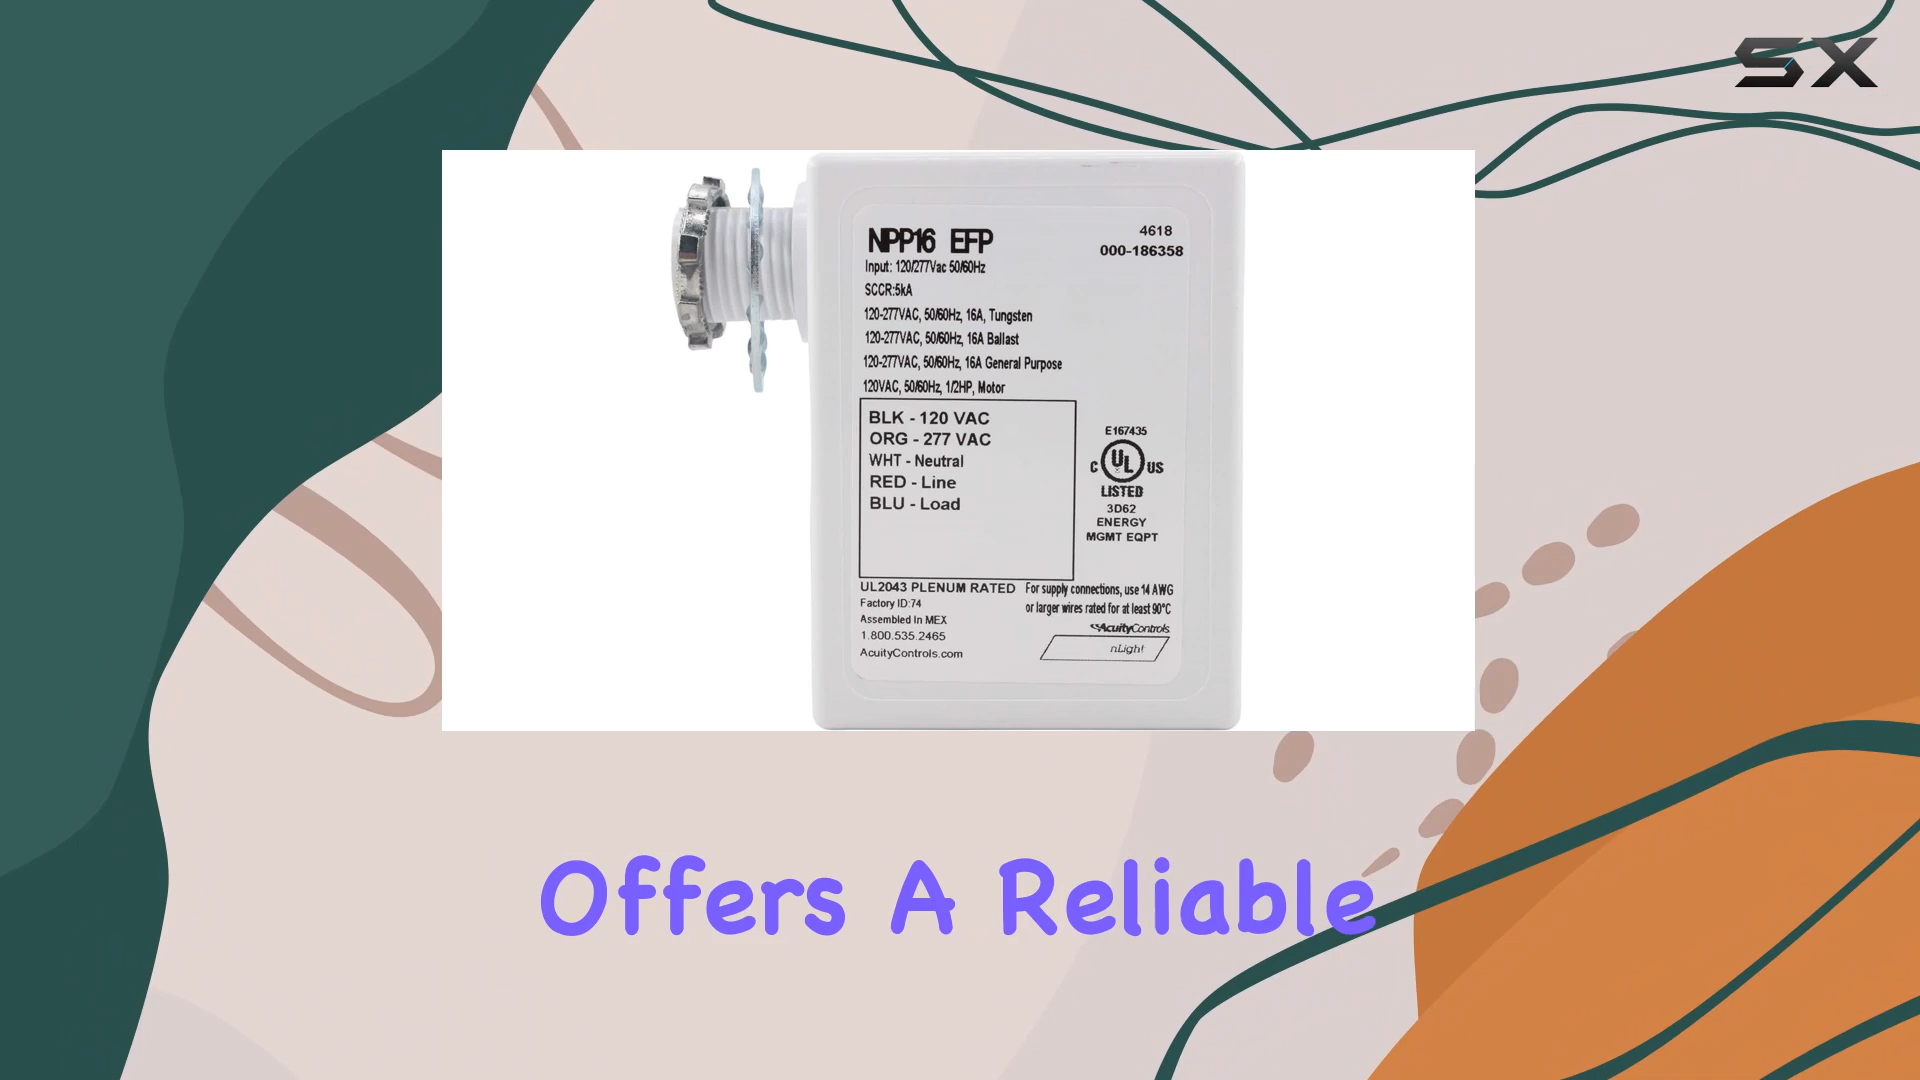 SX
NPP16 EFP
4618
000-186358
Input: 120/277Vac 50/60Hz
SCCR:5kA
120-277VAC, 50/60Hz, 16A, Tungsten
120-277VAC, 50/60Hz, 16A Ballast
120-277VAC, 50/60Hz, 16A General Purpose
120VAC, 50/60Hz, 1/2HP, Motor
BLK - 120 VAC
ORG - 277 VAC
WHT - Neutral
RED - Line
BLU - Load
E167435
C UL US
LISTED
3D62
ENERGY
MGMT EQPT
UL2043 PLENUM RATED
Factory ID:74
Assembled In MEX
1.800.535.2465
AcuityControls.com
For supply connections, use 14 AWG
or larger wires rated for at least 90°C
AcuityControls
nLight
Offers A Reliable